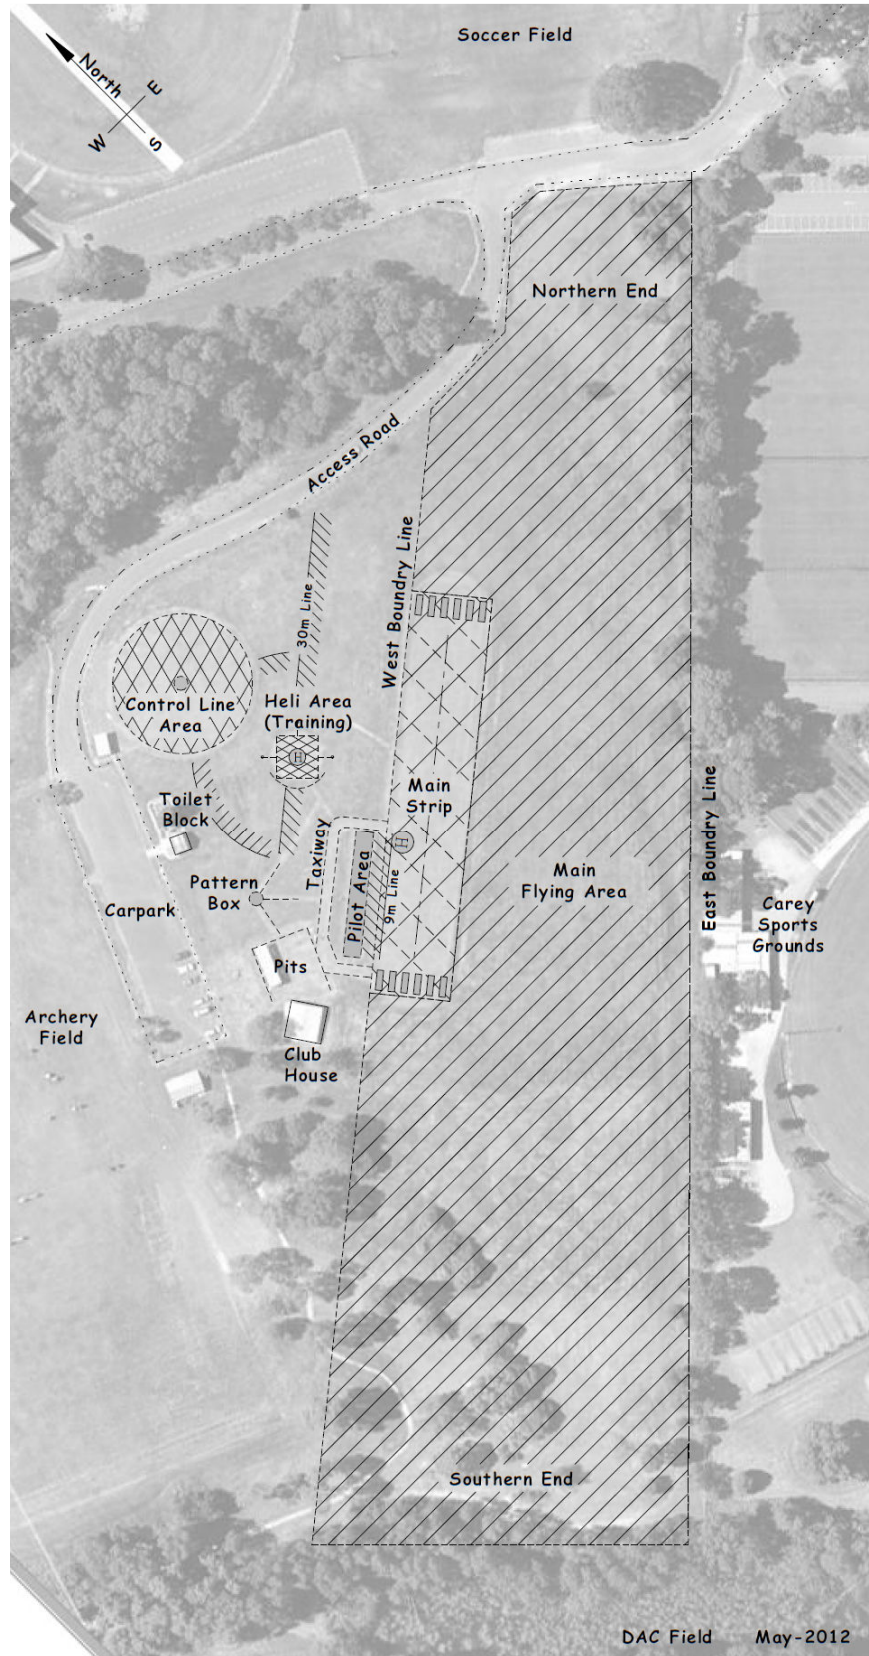 Soccer Field
North
E
W
S
Northern End
Access Road
West Boundry Line
30m Line
Control Line
Area
Heli Area
(Training)
H
Main
Strip
Toilet
Block
Taxiway
H
East Boundry Line
Pattern
Box
Pilot Area
9m Line
Main
Flying Area
Carpark
Carey
Sports
Grounds
Pits
Archery
Field
Club
House
Southern End
DAC Field May-2012